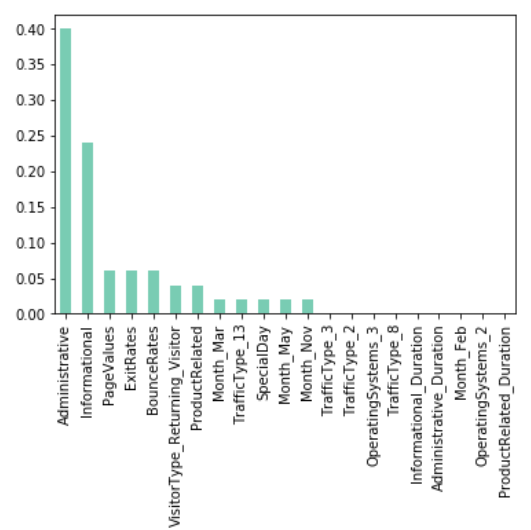 0.40
0.35
0.30
0.25
0.20
0.15
0.10
0.05
0.00
Administrative
Informational
PageValues
ExitRates
BounceRates
VisitorType_Returning_Visitor
ProductRelated
Month_Mar
TrafficType_13
SpecialDay
Month_May
Month_Nov
TrafficType_3
TrafficType_2
OperatingSystems_3
TrafficType_8
Informational_Duration
Administrative_Duration
Month_Feb
OperatingSystems_2
ProductRelated_Duration